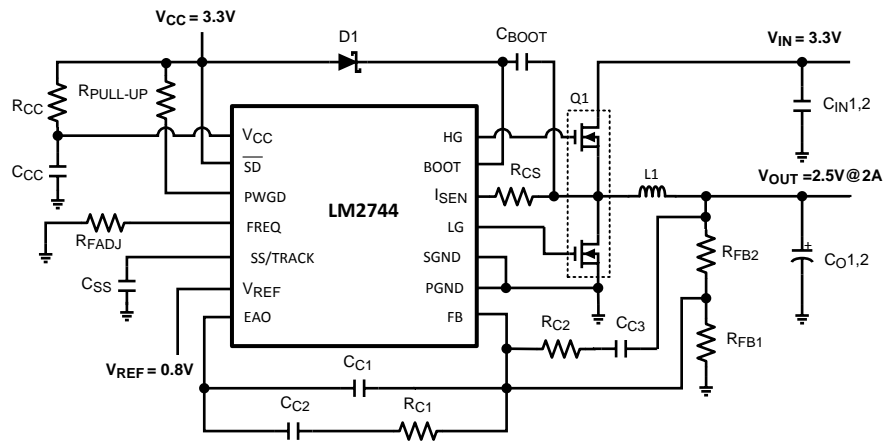 VCC = 3.3V
D1
CBOOT
VIN = 3.3V
RCC
RPULL-UP
Q1
CIN1,2
VCC
HG
CCC
SD
BOOT
RCS
L1
VOUT =2.5V@2A
PWGD
ISEN
LM2744
FREQ
LG
RFADJ
RFB2
SS/TRACK
SGND
CO1,2
+
CSS
VREF
PGND
EAO
FB
RC2
CC3
RFB1
VREF = 0.8V
CC1
CC2
RC1